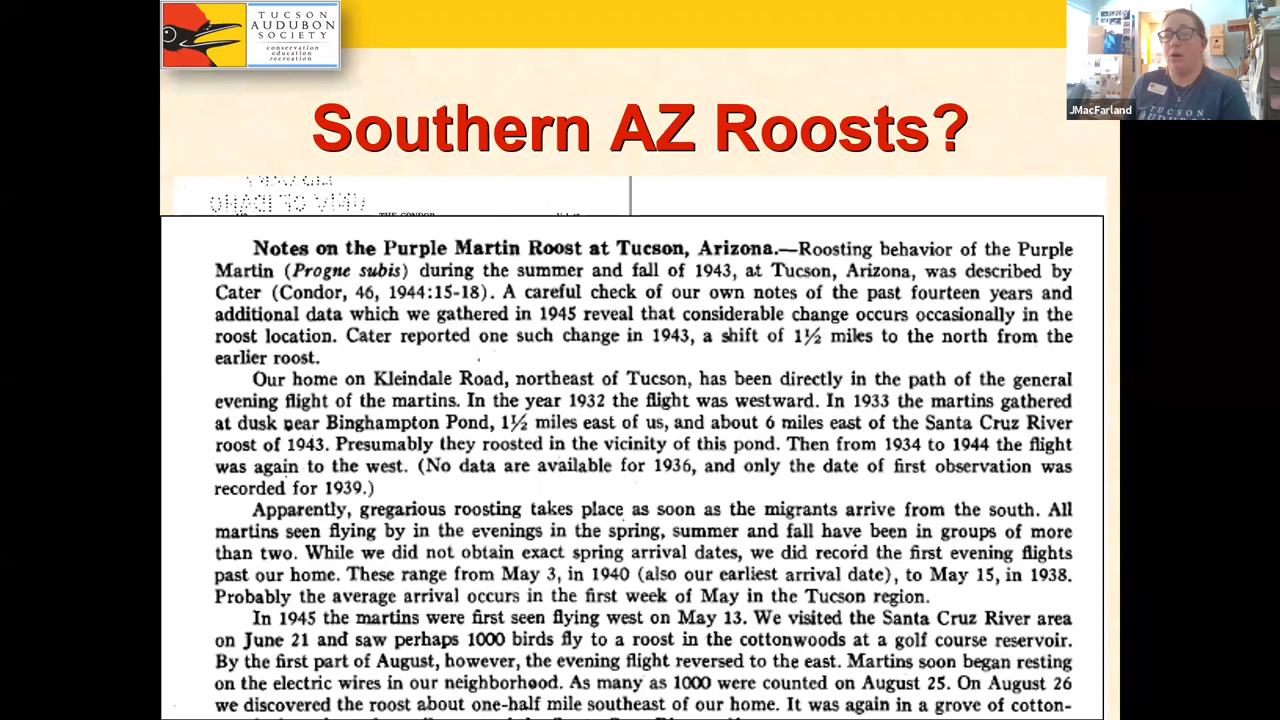 TUCSON
AUDUBON
SOCIETY
conservation
education
recreation
JMacFarland
TUCSON
Southern AZ Roosts?
THE CONDOR
Notes on the Purple Martin Roost at Tucson, Arizona.—Roosting behavior of the Purple
Martin (Progne subis) during the summer and fall of 1943, at Tucson, Arizona, was described by
Cater (Condor, 46, 1944:15-18). A careful check of our own notes of the past fourteen years and
additional data which we gathered in 1945 reveal that considerable change occurs occasionally in the
roost location. Cater reported one such change in 1943, a shift of 1½ miles to the north from the
earlier roost.
Our home on Kleindale Road, northeast of Tucson, has been directly in the path of the general
evening flight of the martins. In the year 1932 the flight was westward. In 1933 the martins gathered
at dusk near Binghampton Pond, 1½ miles east of us, and about 6 miles east of the Santa Cruz River
roost of 1943. Presumably they roosted in the vicinity of this pond. Then from 1934 to 1944 the flight
was again to the west. (No data are available for 1936, and only the date of first observation was
recorded for 1939.)
Apparently, gregarious roosting takes place as soon as the migrants arrive from the south. All
martins seen flying by in the evenings in the spring, summer and fall have been in groups of more
than two. While we did not obtain exact spring arrival dates, we did record the first evening flights
past our home. These range from May 3, in 1940 (also our earliest arrival date), to May 15, in 1938.
Probably the average arrival occurs in the first week of May in the Tucson region.
In 1945 the martins were first seen flying west on May 13. We visited the Santa Cruz River area
on June 21 and saw perhaps 1000 birds fly to a roost in the cottonwoods at a golf course reservoir.
By the first part of August, however, the evening flight reversed to the east. Martins soon began resting
on the electric wires in our neighborhood. As many as 1000 were counted on August 25. On August 26
we discovered the roost about one-half mile southeast of our home. It was again in a grove of cotton-